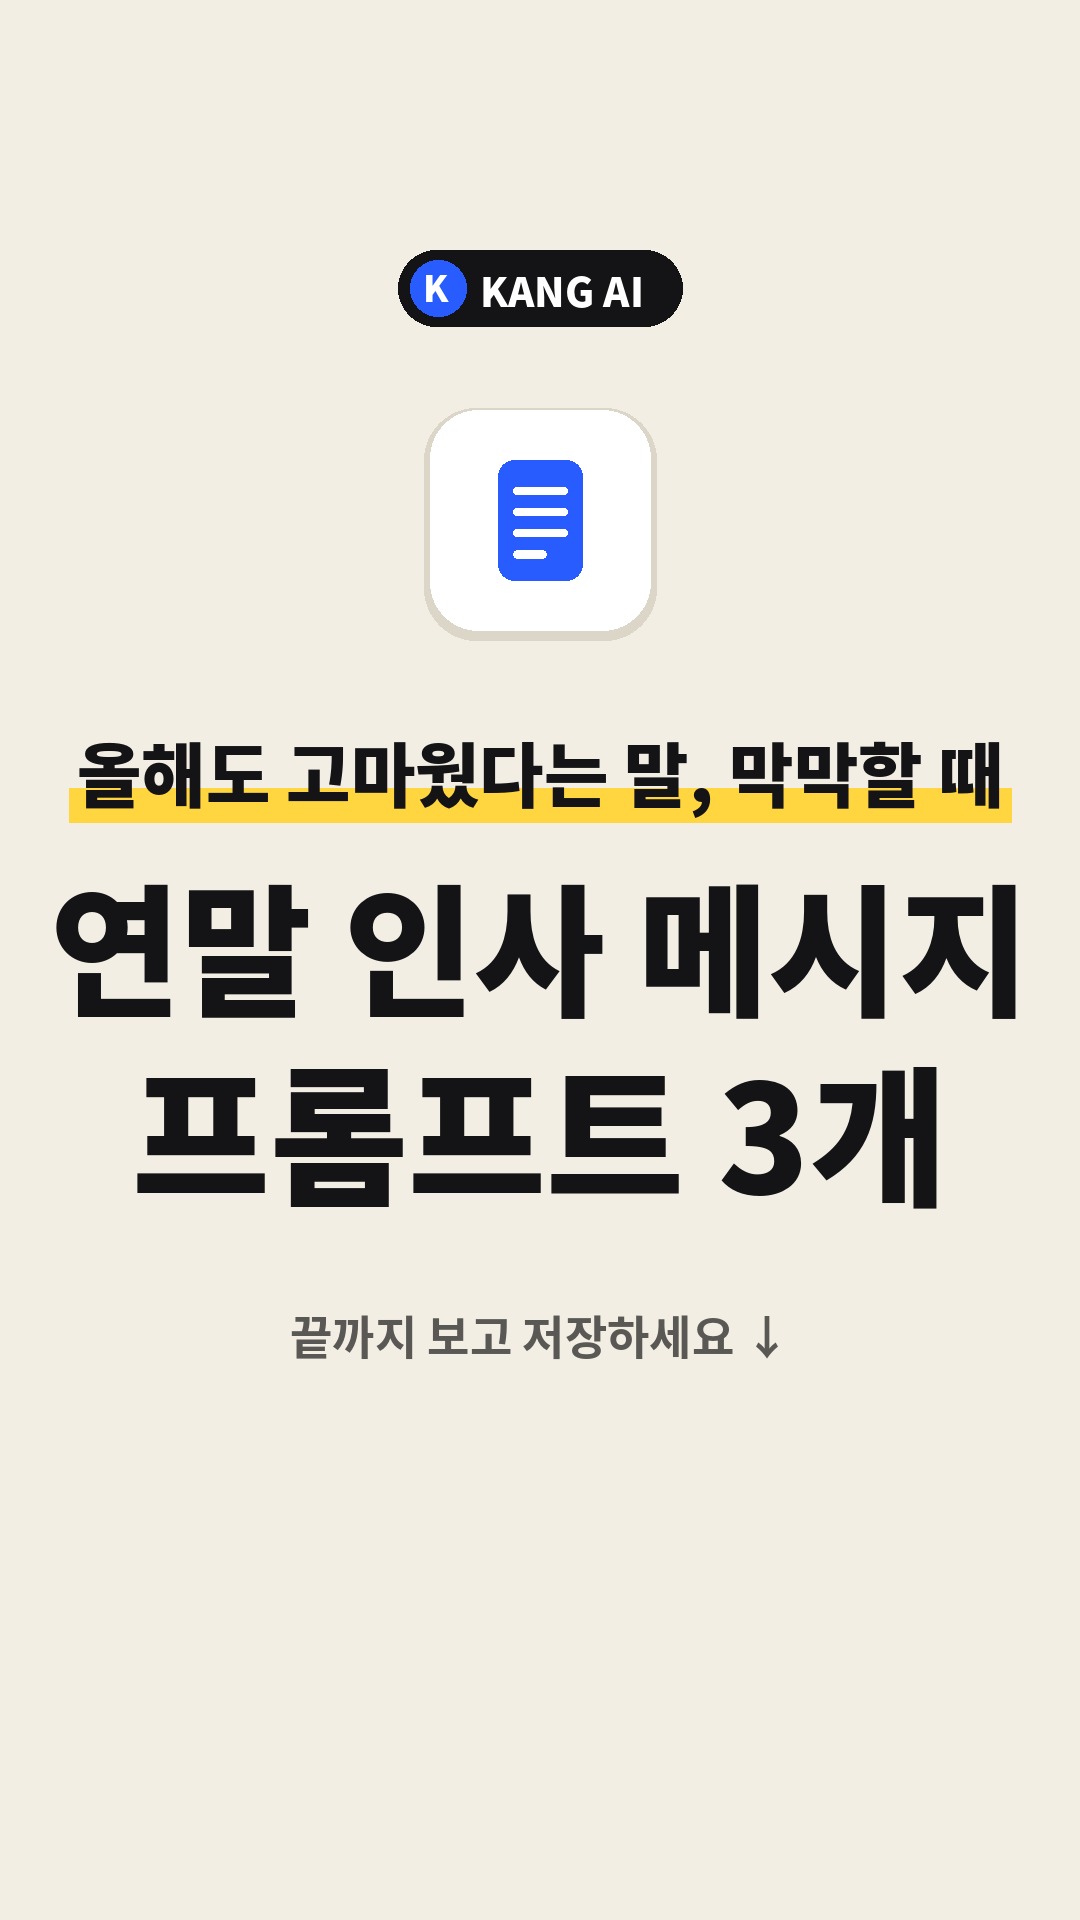 K KANG AI
올해도 고마웠다는 말, 막막할 때
연말 인사 메시지
프롬프트 3개
끝까지 보고 저장하세요 ↓